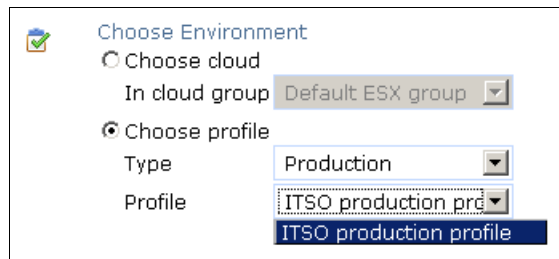 Choose Environment
Choose cloud
In cloud group Default ESX group
Choose profile
Type Production
Profile ITSO production pro
ITSO production profile